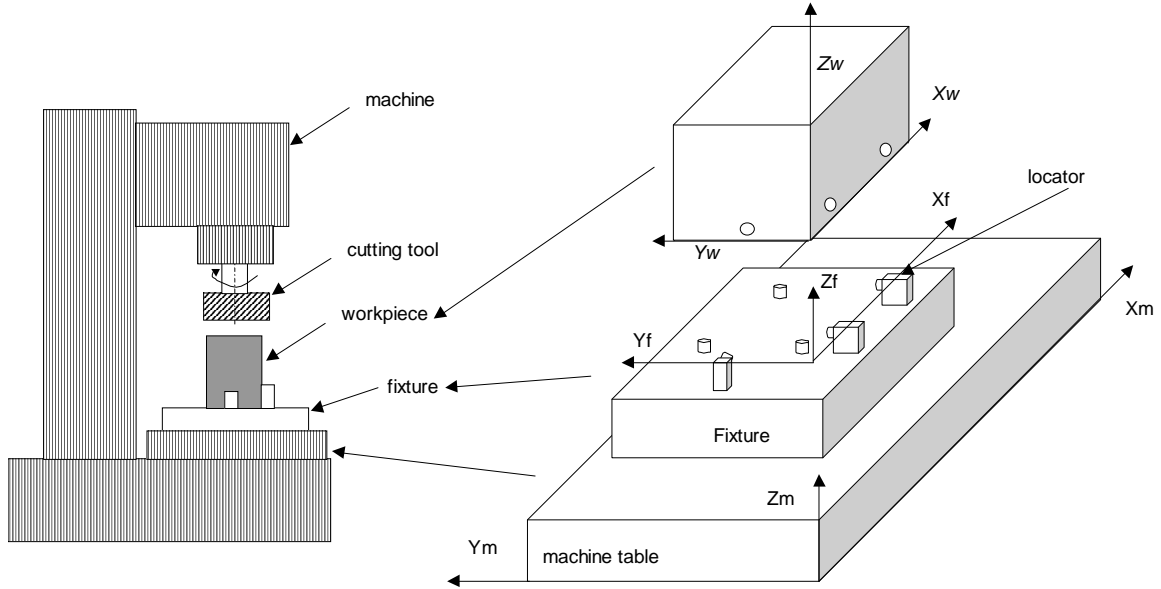 machine
cutting tool
workpiece
fixture
Zw
Xw
Yw
locator
Xf
Zf
Yf
Xm
Fixture
Zm
Ym
machine table